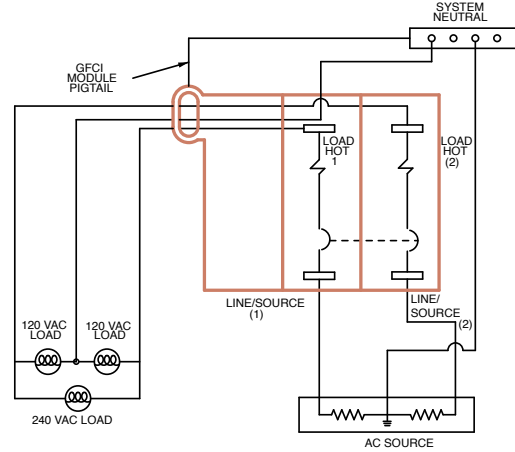 SYSTEM
NEUTRAL
GFCI
MODULE
PIGTAIL
LOAD
HOT
1
LOAD
HOT
(2)
LINE/SOURCE
(1)
LINE/
SOURCE
(2)
120 VAC
LOAD
120 VAC
LOAD
240 VAC LOAD
AC SOURCE